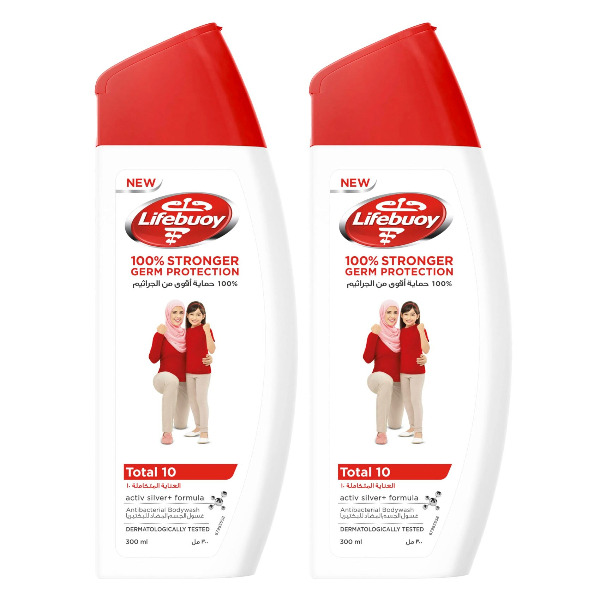 NEW
Lifebuoy
100% STRONGER
GERM PROTECTION
100% حماية أقوى من الجراثيم
Total 10
العناية المتكاملة ١٠
activ silver+ formula
Antibacterial Bodywash
غسول الجسم المضاد للبكتيريا
DERMATOLOGICALLY TESTED
300 ml ٣٠٠ مل
NEW
Lifebuoy
100% STRONGER
GERM PROTECTION
100% حماية أقوى من الجراثيم
Total 10
العناية المتكاملة ١٠
activ silver+ formula
Antibacterial Bodywash
غسول الجسم المضاد للبكتيريا
DERMATOLOGICALLY TESTED
300 ml ٣٠٠ مل